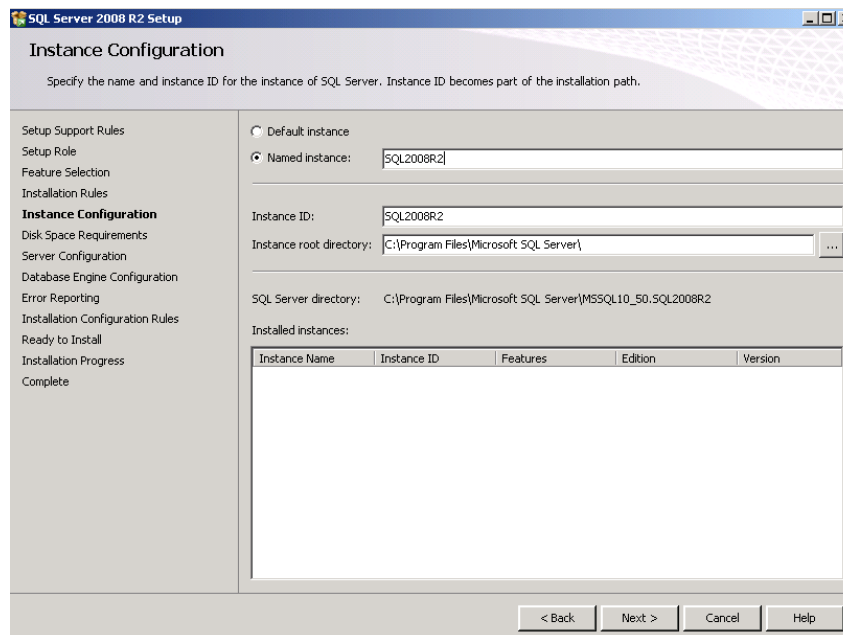 SQL Server 2008 R2 Setup
Instance Configuration
Specify the name and instance ID for the instance of SQL Server. Instance ID becomes part of the installation path.
Setup Support Rules
Setup Role
Feature Selection
Installation Rules
Instance Configuration
Disk Space Requirements
Server Configuration
Database Engine Configuration
Error Reporting
Installation Configuration Rules
Ready to Install
Installation Progress
Complete
Default instance
Named instance: SQL2008R2
Instance ID: SQL2008R2
Instance root directory: C:\Program Files\Microsoft SQL Server\ ...
SQL Server directory: C:\Program Files\Microsoft SQL Server\MSSQL10_50.SQL2008R2
Installed instances:
Instance Name Instance ID Features Edition Version
< Back Next > Cancel Help